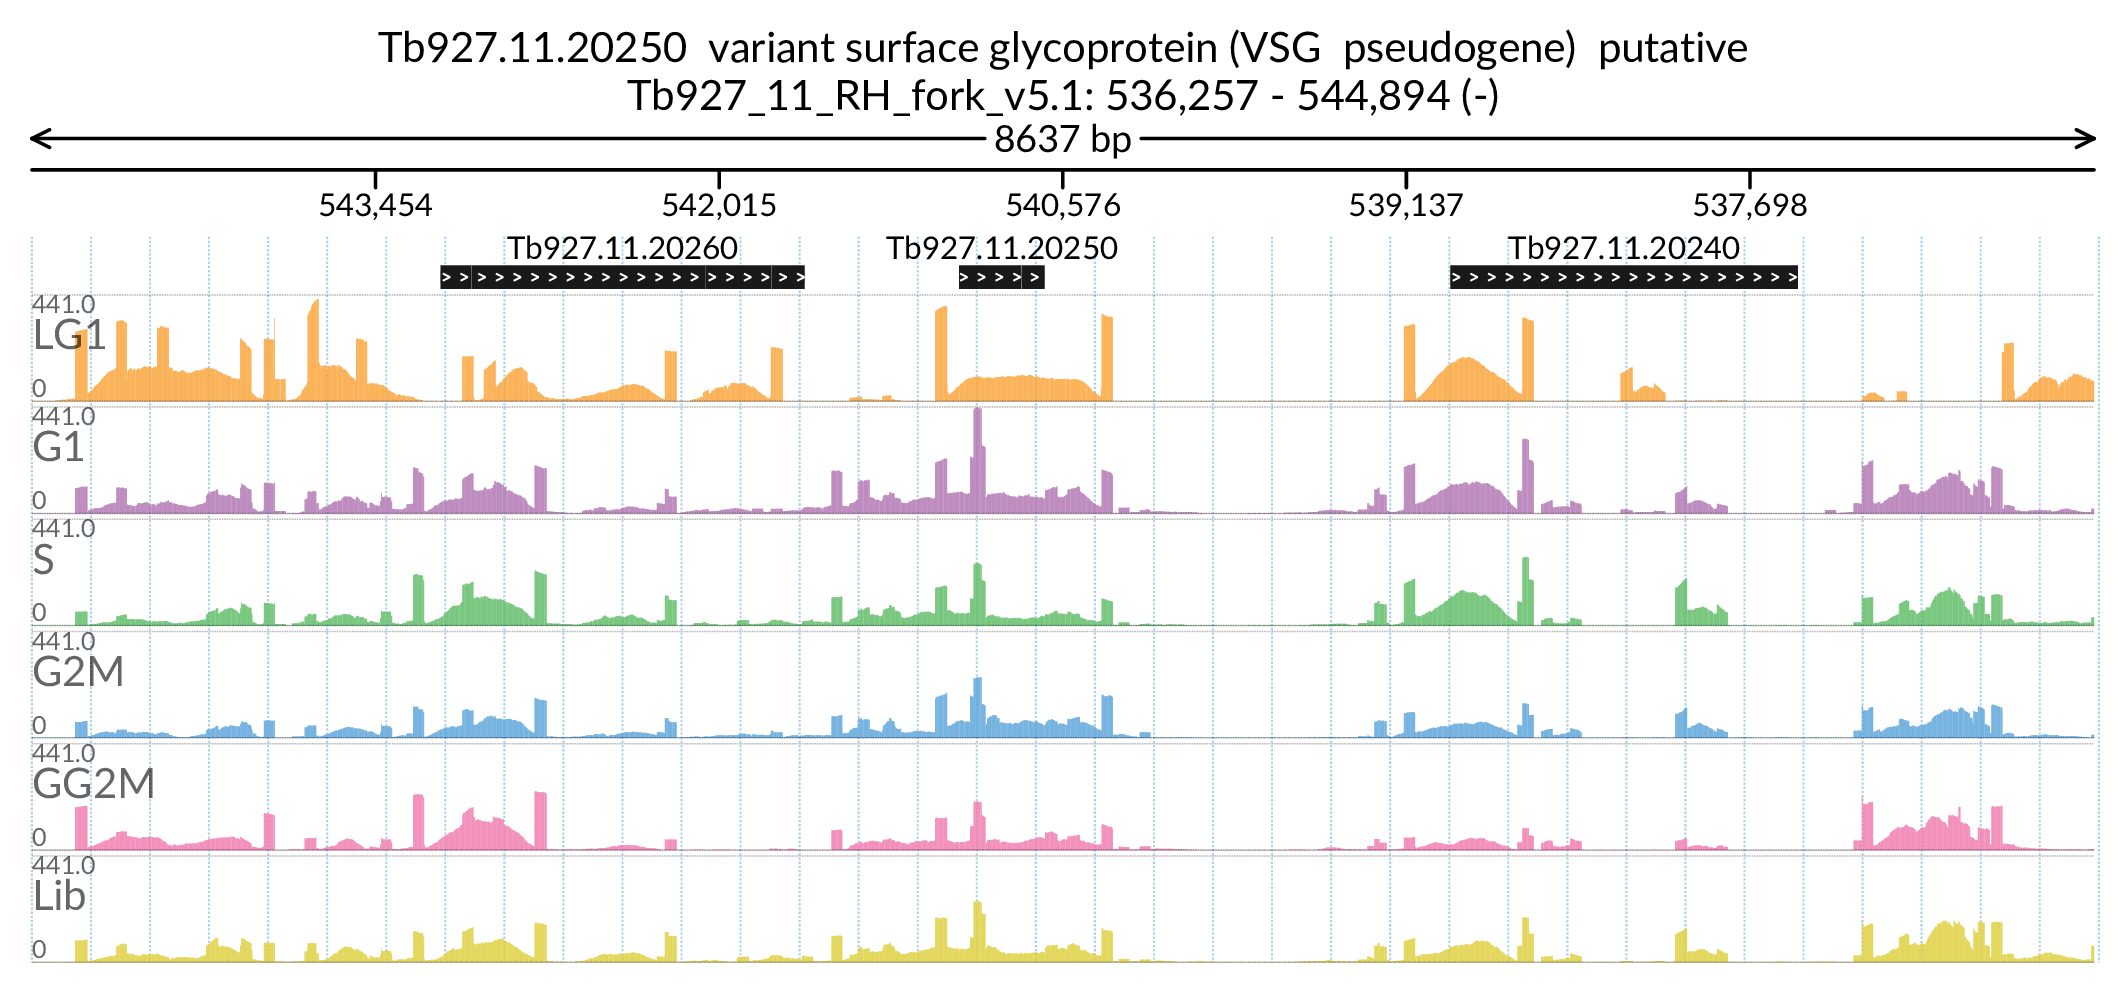 Tb927.11.20250  variant surface glycoprotein (VSG  pseudogene)  putative
Tb927_11_RH_fork_v5.1: 536,257 - 544,894 (-)
8637 bp
543,454 542,015 540,576 539,137 537,698
Tb927.11.20260 Tb927.11.20250 Tb927.11.20240
441.0
LG1
0
441.0
G1
0
441.0
S
0
441.0
G2M
0
441.0
GG2M
0
441.0
Lib
0